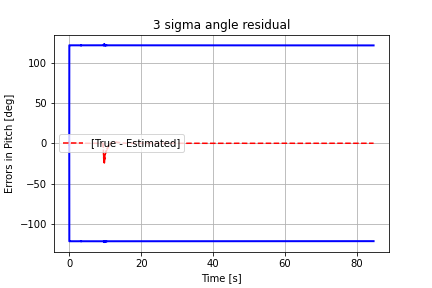 3 sigma angle residual
Errors in Pitch [deg]
100
50
0
−50
−100
[True - Estimated]
0
20
40
60
80
Time [s]